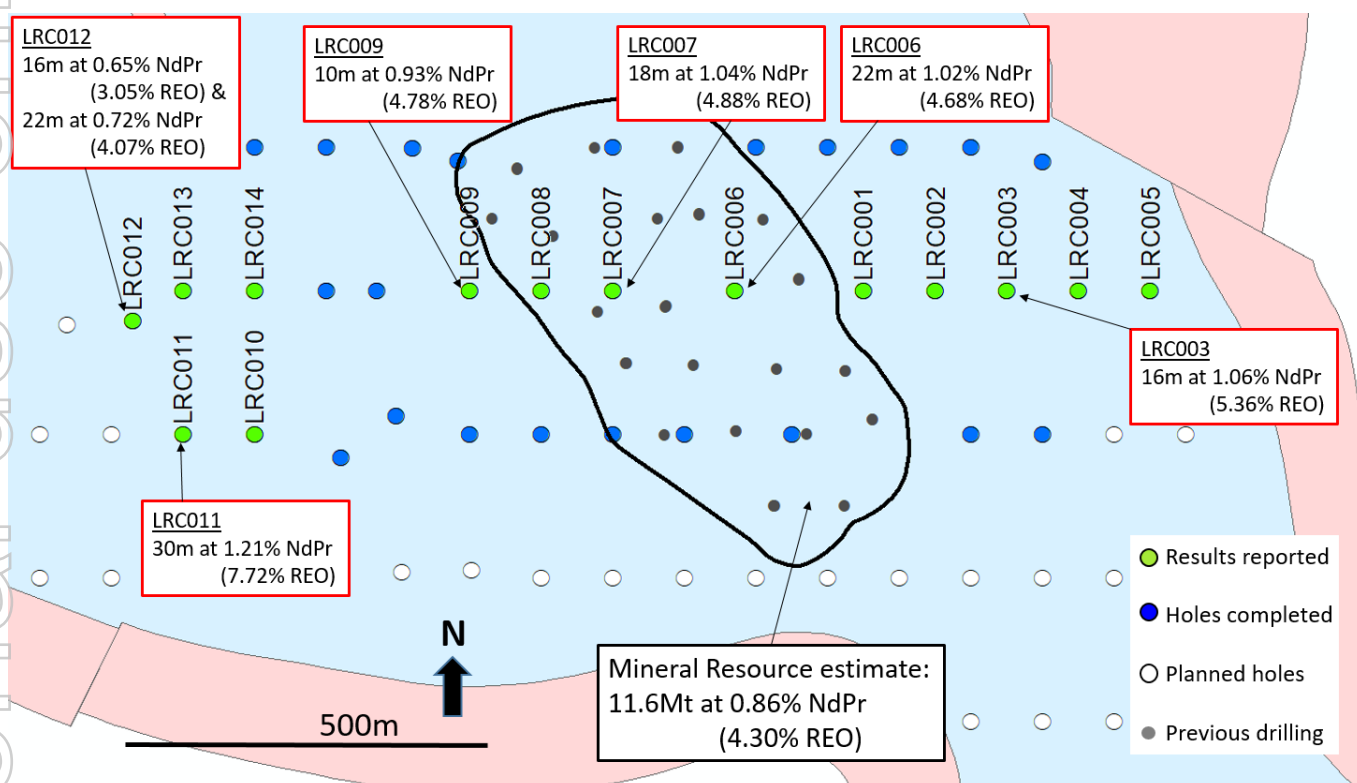 LRC012
16m at 0.65% NdPr
(3.05% REO) &
22m at 0.72% NdPr
(4.07% REO)
LRC009
10m at 0.93% NdPr
(4.78% REO)
LRC007
18m at 1.04% NdPr
(4.88% REO)
LRC006
22m at 1.02% NdPr
(4.68% REO)
LRC012
LRC013
LRC014
LRC009
LRC008
LRC007
LRC006
LRC001
LRC002
LRC003
LRC004
LRC005
LRC011
LRC010
LRC003
16m at 1.06% NdPr
(5.36% REO)
LRC011
30m at 1.21% NdPr
(7.72% REO)
N
500m
Mineral Resource estimate:
11.6Mt at 0.86% NdPr
(4.30% REO)
Results reported
Holes completed
Planned holes
Previous drilling